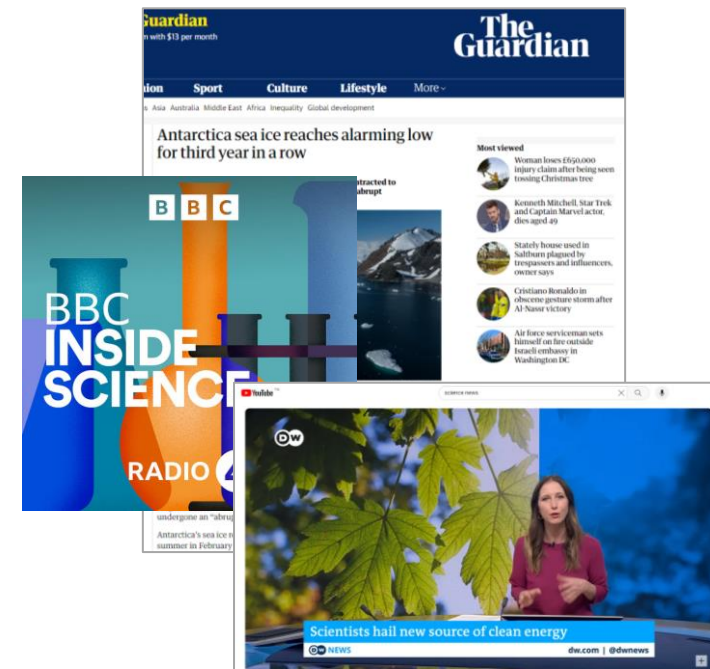 Guardian
n with $13 per month
The
Guardian
Sport
Culture
Lifestyle
More
Asia Australia Middle East Africa Inequality Global development
Antarctica sea ice reaches alarming low
for third year in a row
Most viewed
Woman loses £650,000
injury claim after being seen
tossing Christmas tree
Kenneth Mitchell, Star Trek
and Captain Marvel actor,
dies aged 49
Stately house used in
Saltburn plagued by
trespassers and influencers,
owner says
Cristiano Ronaldo in
obscene gesture storm after
Al-Nassr victory
Air force serviceman sets
himself on fire outside
Israeli embassy in
Washington DC
BBC
BBC
INSIDE
SCIENCE
RADIO 4
undergone an "abru
Antarctica's sea ice r
summer in February
YouTube
science news
DW
Scientists hail new source of clean energy
DW NEWS
dw.com | @dwnews